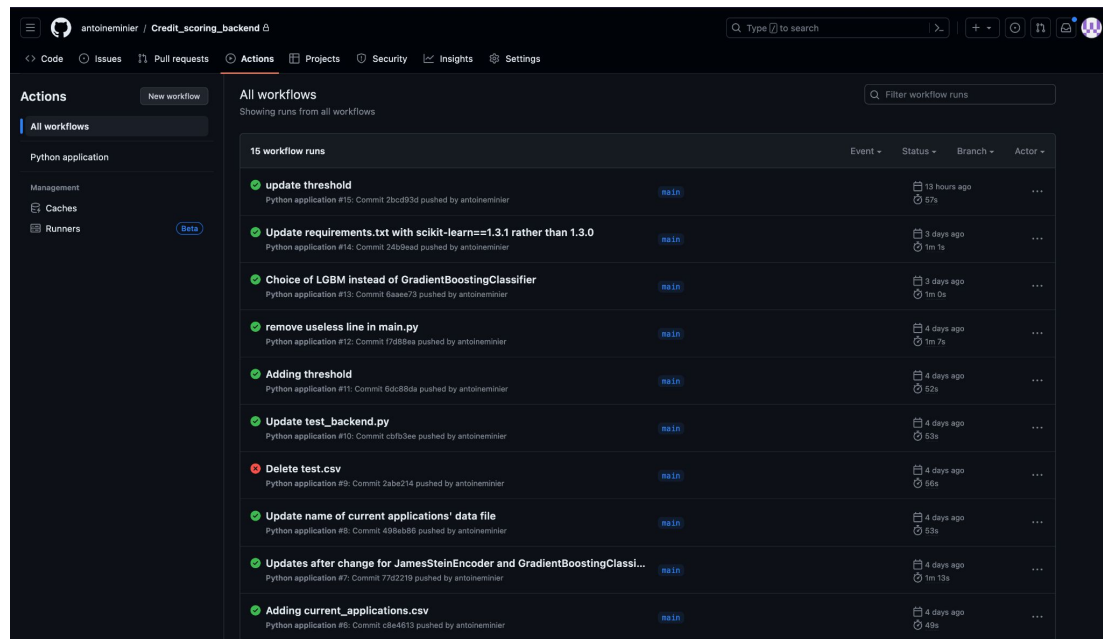 antoineminier / Credit_scoring_backend
Type / to search
Code Issues Pull requests Actions Projects Security Insights Settings
Actions
New workflow
All workflows
Python application
Management
Caches
Runners Beta
All workflows
Showing runs from all workflows
Filter workflow runs
15 workflow runs
Event Status Branch Actor
update threshold
Python application #15: Commit 2bcd93d pushed by antoineminier
main
13 hours ago
57s
Update requirements.txt with scikit-learn==1.3.1 rather than 1.3.0
Python application #14: Commit 24b9ead pushed by antoineminier
main
3 days ago
1m 1s
Choice of LGBM instead of GradientBoostingClassifier
Python application #13: Commit 6aaee73 pushed by antoineminier
main
3 days ago
1m 0s
remove useless line in main.py
Python application #12: Commit f7d88ea pushed by antoineminier
main
4 days ago
1m 7s
Adding threshold
Python application #11: Commit 6dc88da pushed by antoineminier
main
4 days ago
52s
Update test_backend.py
Python application #10: Commit cbfb3ee pushed by antoineminier
main
4 days ago
53s
Delete test.csv
Python application #9: Commit 2abe214 pushed by antoineminier
main
4 days ago
56s
Update name of current applications' data file
Python application #8: Commit 498eb86 pushed by antoineminier
main
4 days ago
53s
Updates after change for JamesSteinEncoder and GradientBoostingClassi...
Python application #7: Commit 77d2219 pushed by antoineminier
main
4 days ago
1m 13s
Adding current_applications.csv
Python application #6: Commit c8e4613 pushed by antoineminier
main
4 days ago
49s